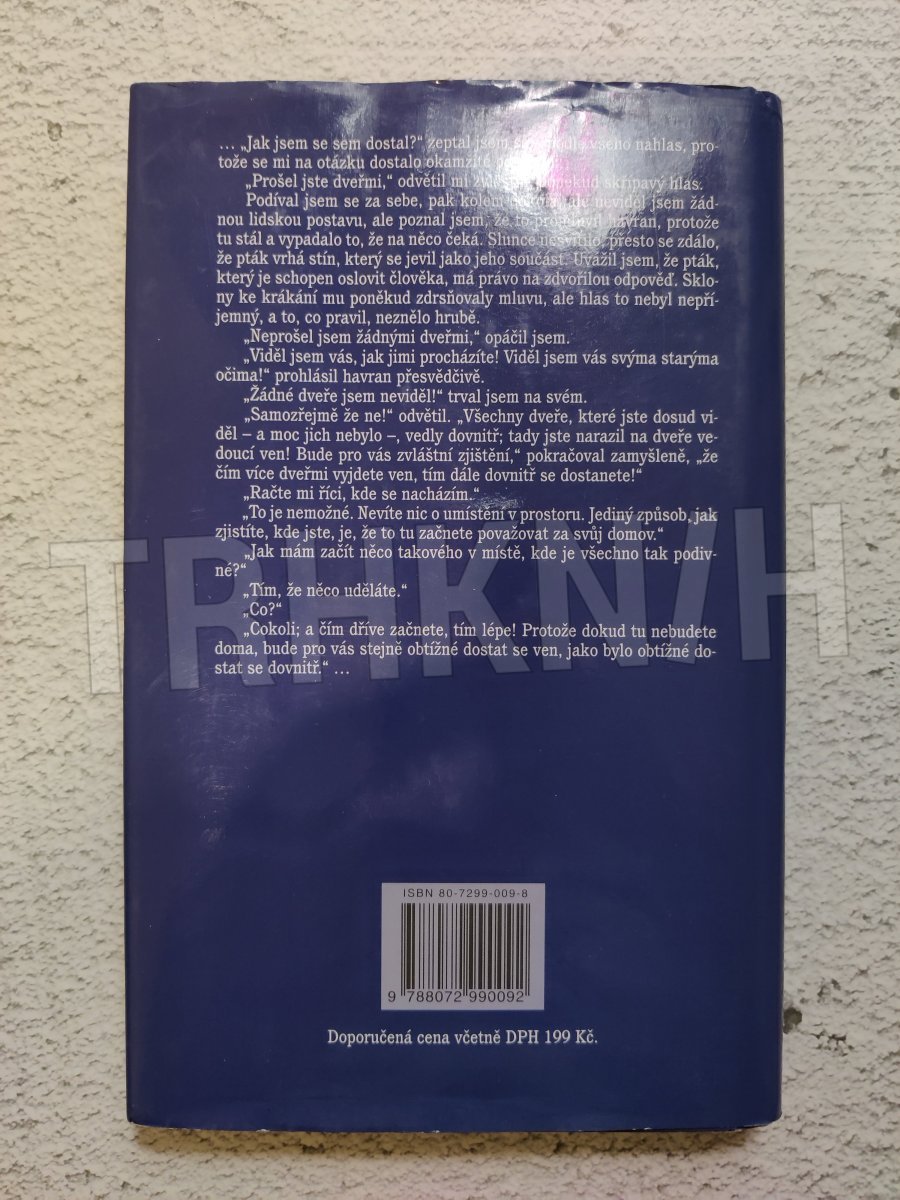 … „Jak jsem se sem dostal?“ zeptal jsem se všeho nahlas, pro-
tože se mi na otázku dostalo okamžité
„Prošel jste dveřmi,“ odvětil mi poněkud skřípavý hlas.
Podíval jsem se za sebe, pak kolem ale neviděl jsem žád-
nou lidskou postavu, ale poznal jsem, že to promluvil havran, protože
tu stál a vypadalo to, že na něco čeká. Slunce nesvítilo, přesto se zdálo,
že pták vrhá stín, který se jevil jako jeho součást. Uvážil jsem, že pták,
který je schopen oslovit člověka, má právo na zdvořilou odpověď. Sklo-
ny ke krákání mu poněkud zdrsňovaly mluvu, ale hlas to nebyl nepří-
jemný, a to, co pravil, neznělo hrubě.
„Neprošel jsem žádnými dveřmi,“ opáčil jsem.
„Viděl jsem vás, jak jimi procházíte! Viděl jsem vás svýma starýma
očima!“ prohlásil havran přesvědčivě.
„Žádné dveře jsem neviděl!“ trval jsem na svém.
„Samozřejmě že ne!“ odvětil. „Všechny dveře, které jste dosud vi-
děl – a moc jich nebylo –, vedly dovnitř; tady jste narazil na dveře ve-
doucí ven! Bude pro vás zvláštní zjištění,“ pokračoval zamyšleně, „že
čím více dveřmi vyjdete ven, tím dále dovnitř se dostanete!“
„Račte mi říci, kde se nacházím.“
„To je nemožné. Nevíte nic o umístění v prostoru. Jediný způsob, jak
zjistíte, kde jste, je, že to tu začnete považovat za svůj domov.“
„Jak mám začít něco takového v místě, kde je všechno tak podiv-
né?“
„Tím, že něco uděláte.“
„Co?“
„Cokoli; a čím dříve začnete, tím lépe! Protože dokud tu nebudete
doma, bude pro vás stejně obtížné dostat se ven, jako bylo obtížné do-
stat se dovnitř.“ …
TRHKNIH
ISBN 80-7299-009-8
9 788072 990092
Doporučená cena včetně DPH 199 Kč.